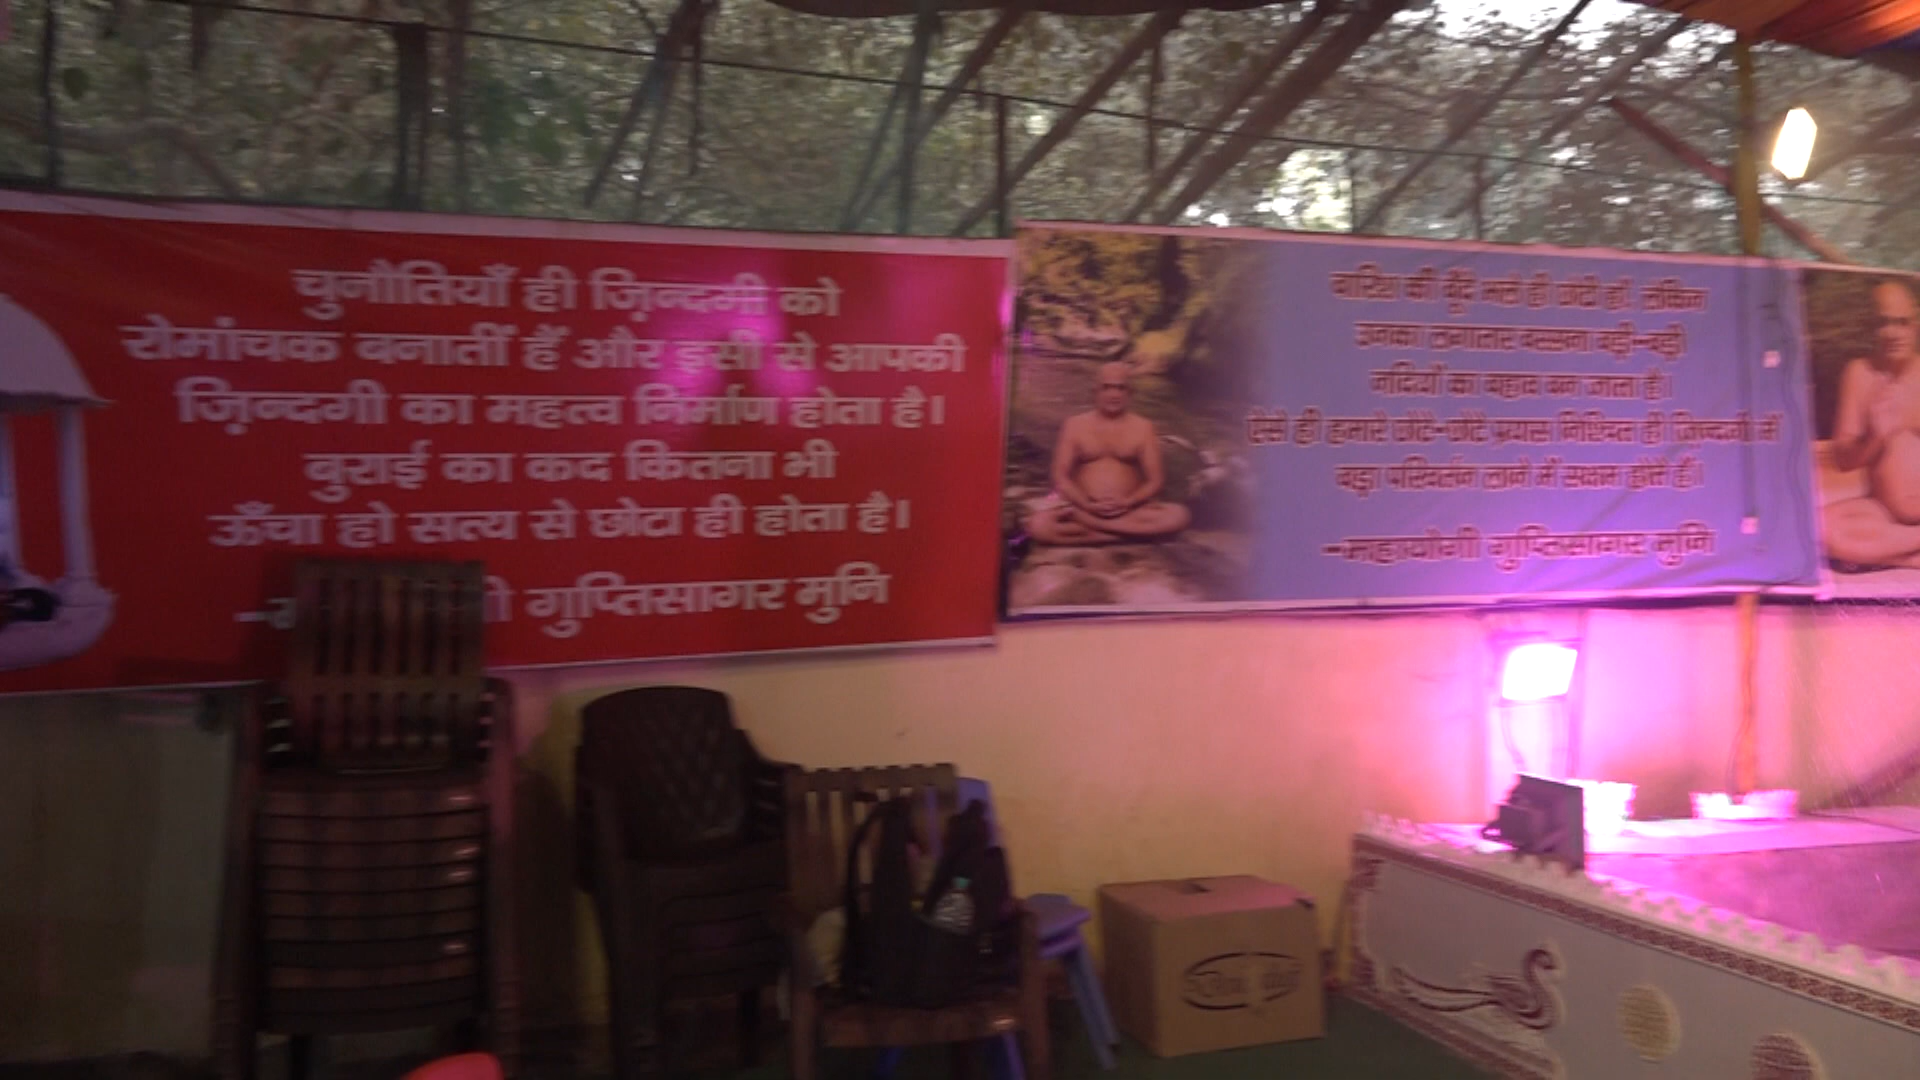 चुनौतियाँ ही ज़िन्दगी को
रोमांचक बनातीं हैं और इसी से आपकी
ज़िन्दगी का महत्व निर्माण होता है।
बुराई का कद कितना भी
ऊँचा हो सत्य से छोटा ही होता है।
गुप्तिसागर मुनि
बारिश की बूँदें भले ही छोटी हों लेकिन
उनका लगातार बरसना बड़ी-बड़ी
नदियों का बहाव बन जाता है।
ऐसे ही हमारे छोटे-छोटे प्रयास निश्चित ही ज़िन्दगी में
बड़ा परिवर्तन लाने में सक्षम होते हैं।
-महायोगी गुप्तिसागर मुनि